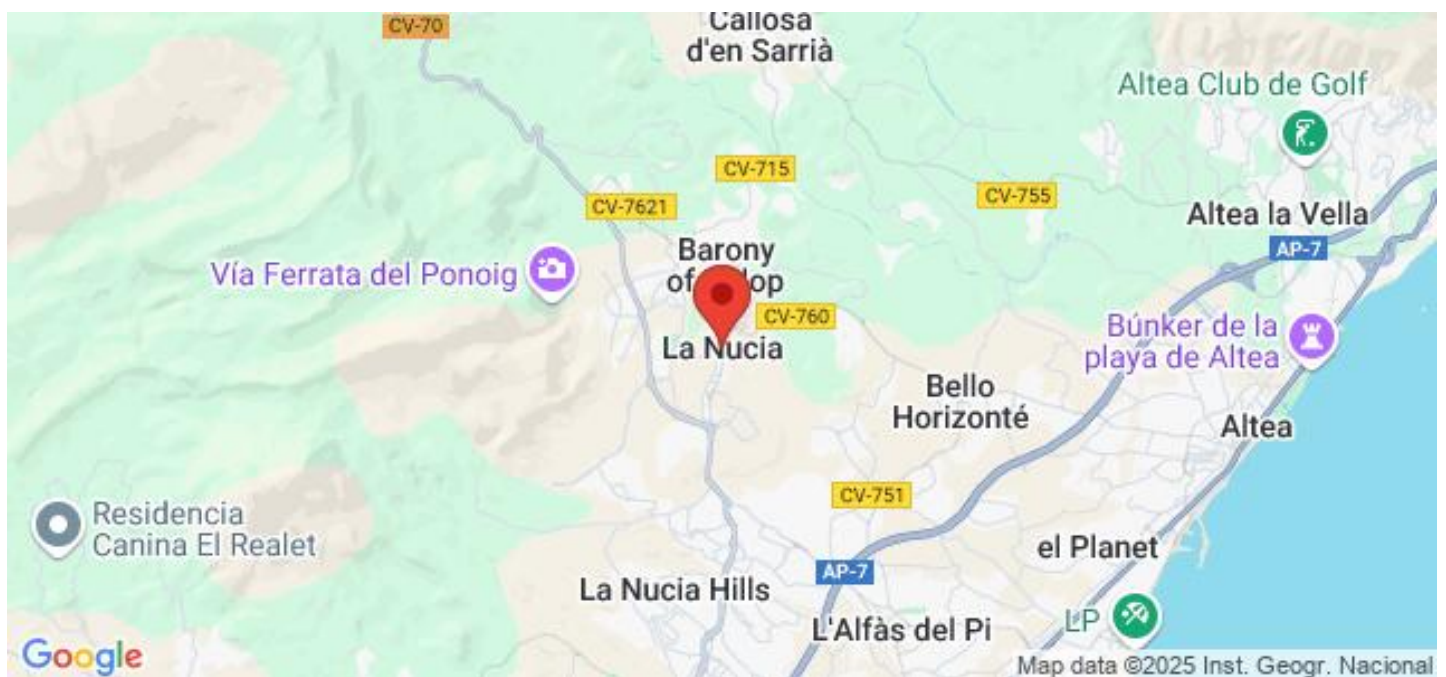 CV-70
Callosa
d'en Sarrià
Altea Club de Golf
CV-715
CV-7621
CV-755
Altea la Vella
Barony
AP-7
Vía Ferrata del Ponoig
CV-760
La Nucia
Búnker de la
playa de Altea
Bello
Horizonté
Altea
CV-751
Residencia
Canina El Realet
el Planet
AP-7
La Nucia Hills
L'Alfàs del Pi
LP
Google
Map data ©2025 Inst. Geogr. Nacional